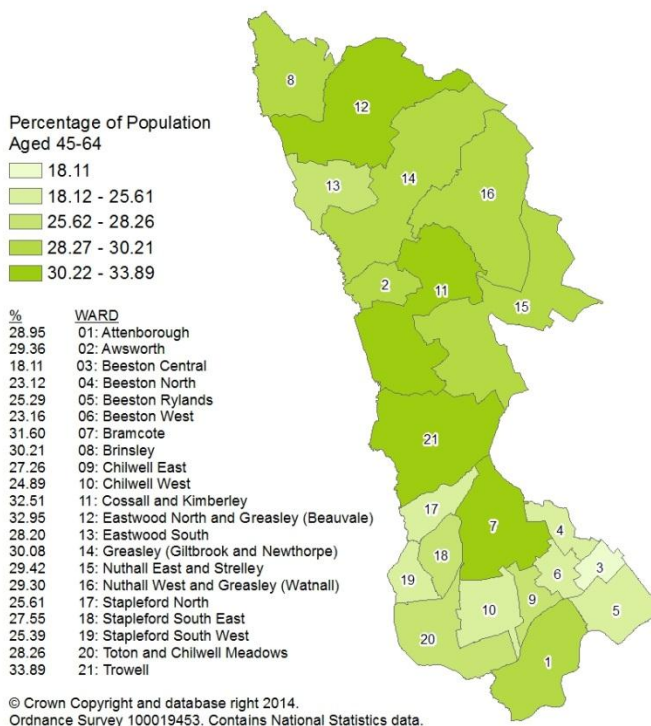 Percentage of Population
Aged 45-64
18.11
18.12 - 25.61
25.62 - 28.26
28.27 - 30.21
30.22 - 33.89
% WARD
28.95 01: Attenborough
29.36 02: Awsworth
18.11 03: Beeston Central
23.12 04: Beeston North
25.29 05: Beeston Rylands
23.16 06: Beeston West
31.60 07: Bramcote
30.21 08: Brinsley
27.26 09: Chilwell East
24.89 10: Chilwell West
32.51 11: Cossall and Kimberley
32.95 12: Eastwood North and Greasley (Beauvale)
28.20 13: Eastwood South
30.08 14: Greasley (Giltbrook and Newthorpe)
29.42 15: Nuthall East and Strelley
29.30 16: Nuthall West and Greasley (Watnall)
25.61 17: Stapleford North
27.55 18: Stapleford South East
25.39 19: Stapleford South West
28.26 20: Toton and Chilwell Meadows
33.89 21: Trowell
© Crown Copyright and database right 2014.
Ordnance Survey 100019453. Contains National Statistics data.
8
12
13
14
16
2
11
15
21
17
7
4
18
3
6
19
9
10
5
20
1